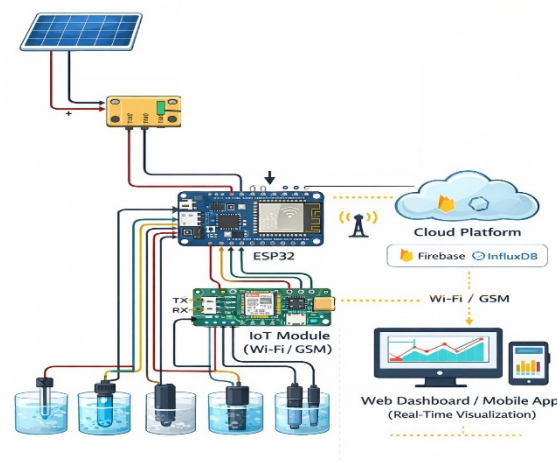 +
ESP32
Cloud Platform
Firebase InfluxDB
TX
RX
Wi-Fi / GSM
IoT Module
(Wi-Fi / GSM)
Web Dashboard / Mobile App
(Real-Time Visualization)